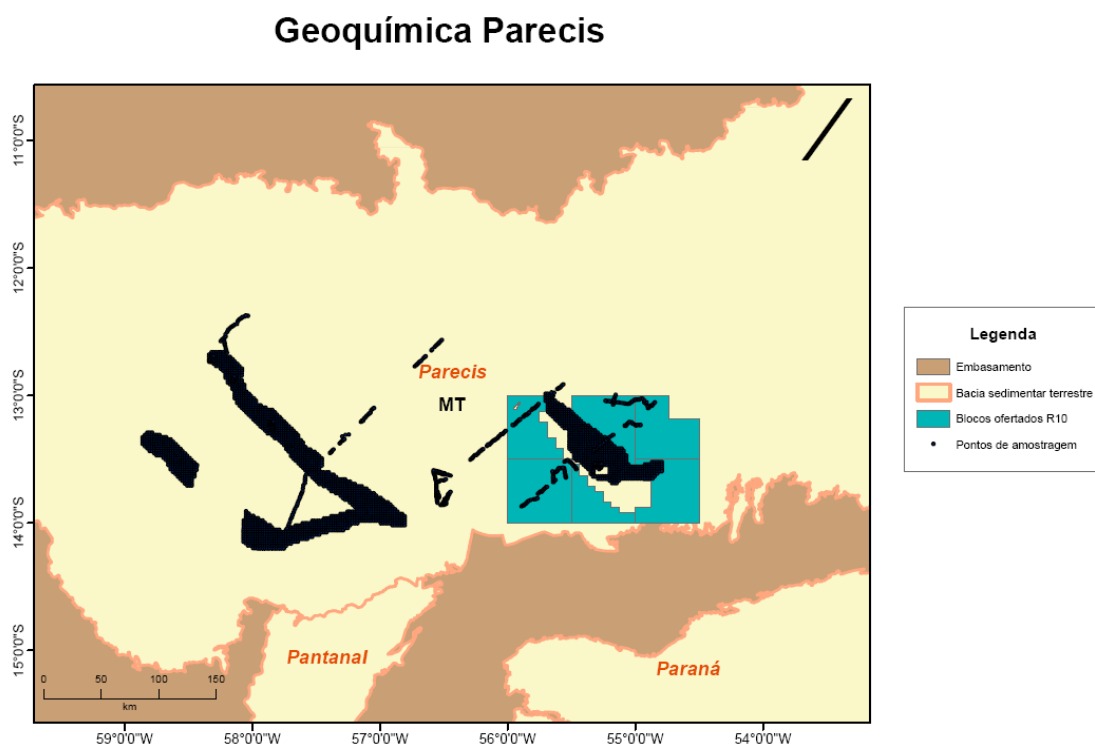 Geoquímica Parecis
11°0'0"S
12°0'0"S
13°0'0"S
14°0'0"S
15°0'0"S
Parecis
MT
Pantanal
Paraná
0 50 100 150
km
59°0'0"W 58°0'0"W 57°0'0"W 56°0'0"W 55°0'0"W 54°0'0"W
Legenda
Embasamento
Bacia sedimentar terrestre
Blocos ofertados R10
Pontos de amostragem